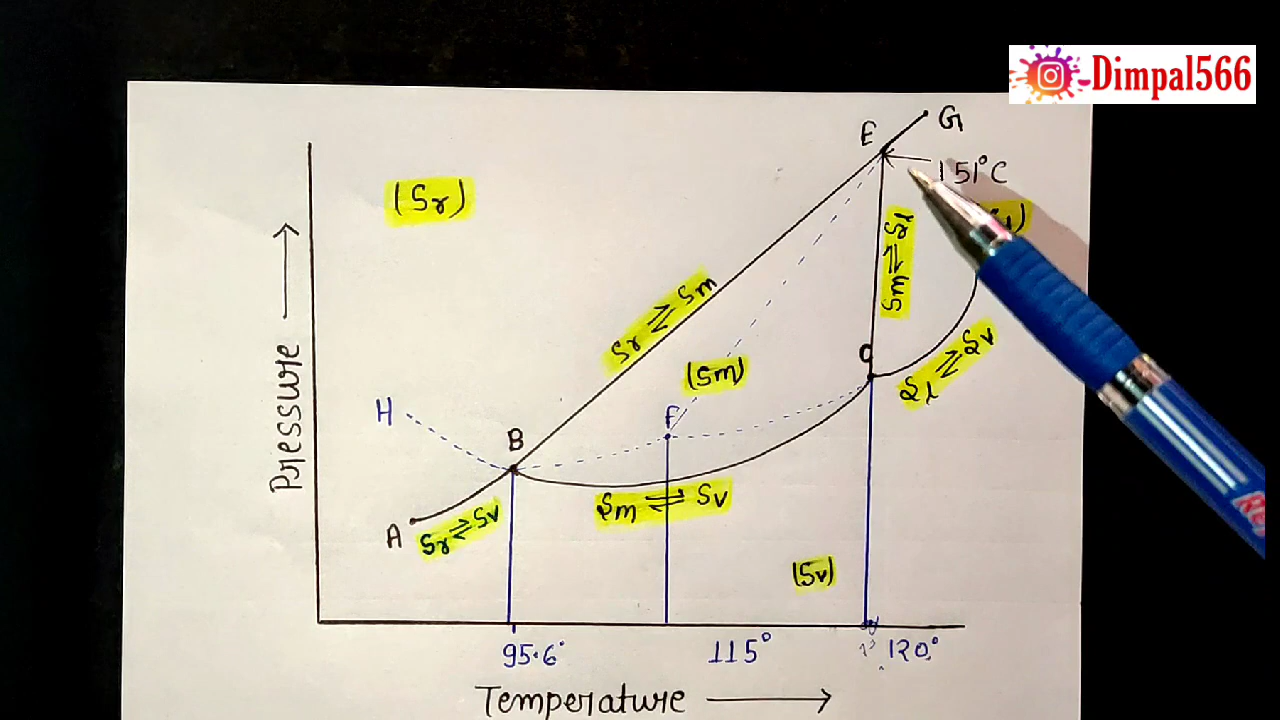 -Dimpal566
G
E
151°C
(Sr)
Sr ⇌ Sm
Sm ⇌ Sl
(Sm)
C
Sl ⇌ Sv
H
F
B
Pressure
A
Sr ⇌ Sv
Sm ⇌ Sv
(Sv)
95.6°
115°
120°
Temperature